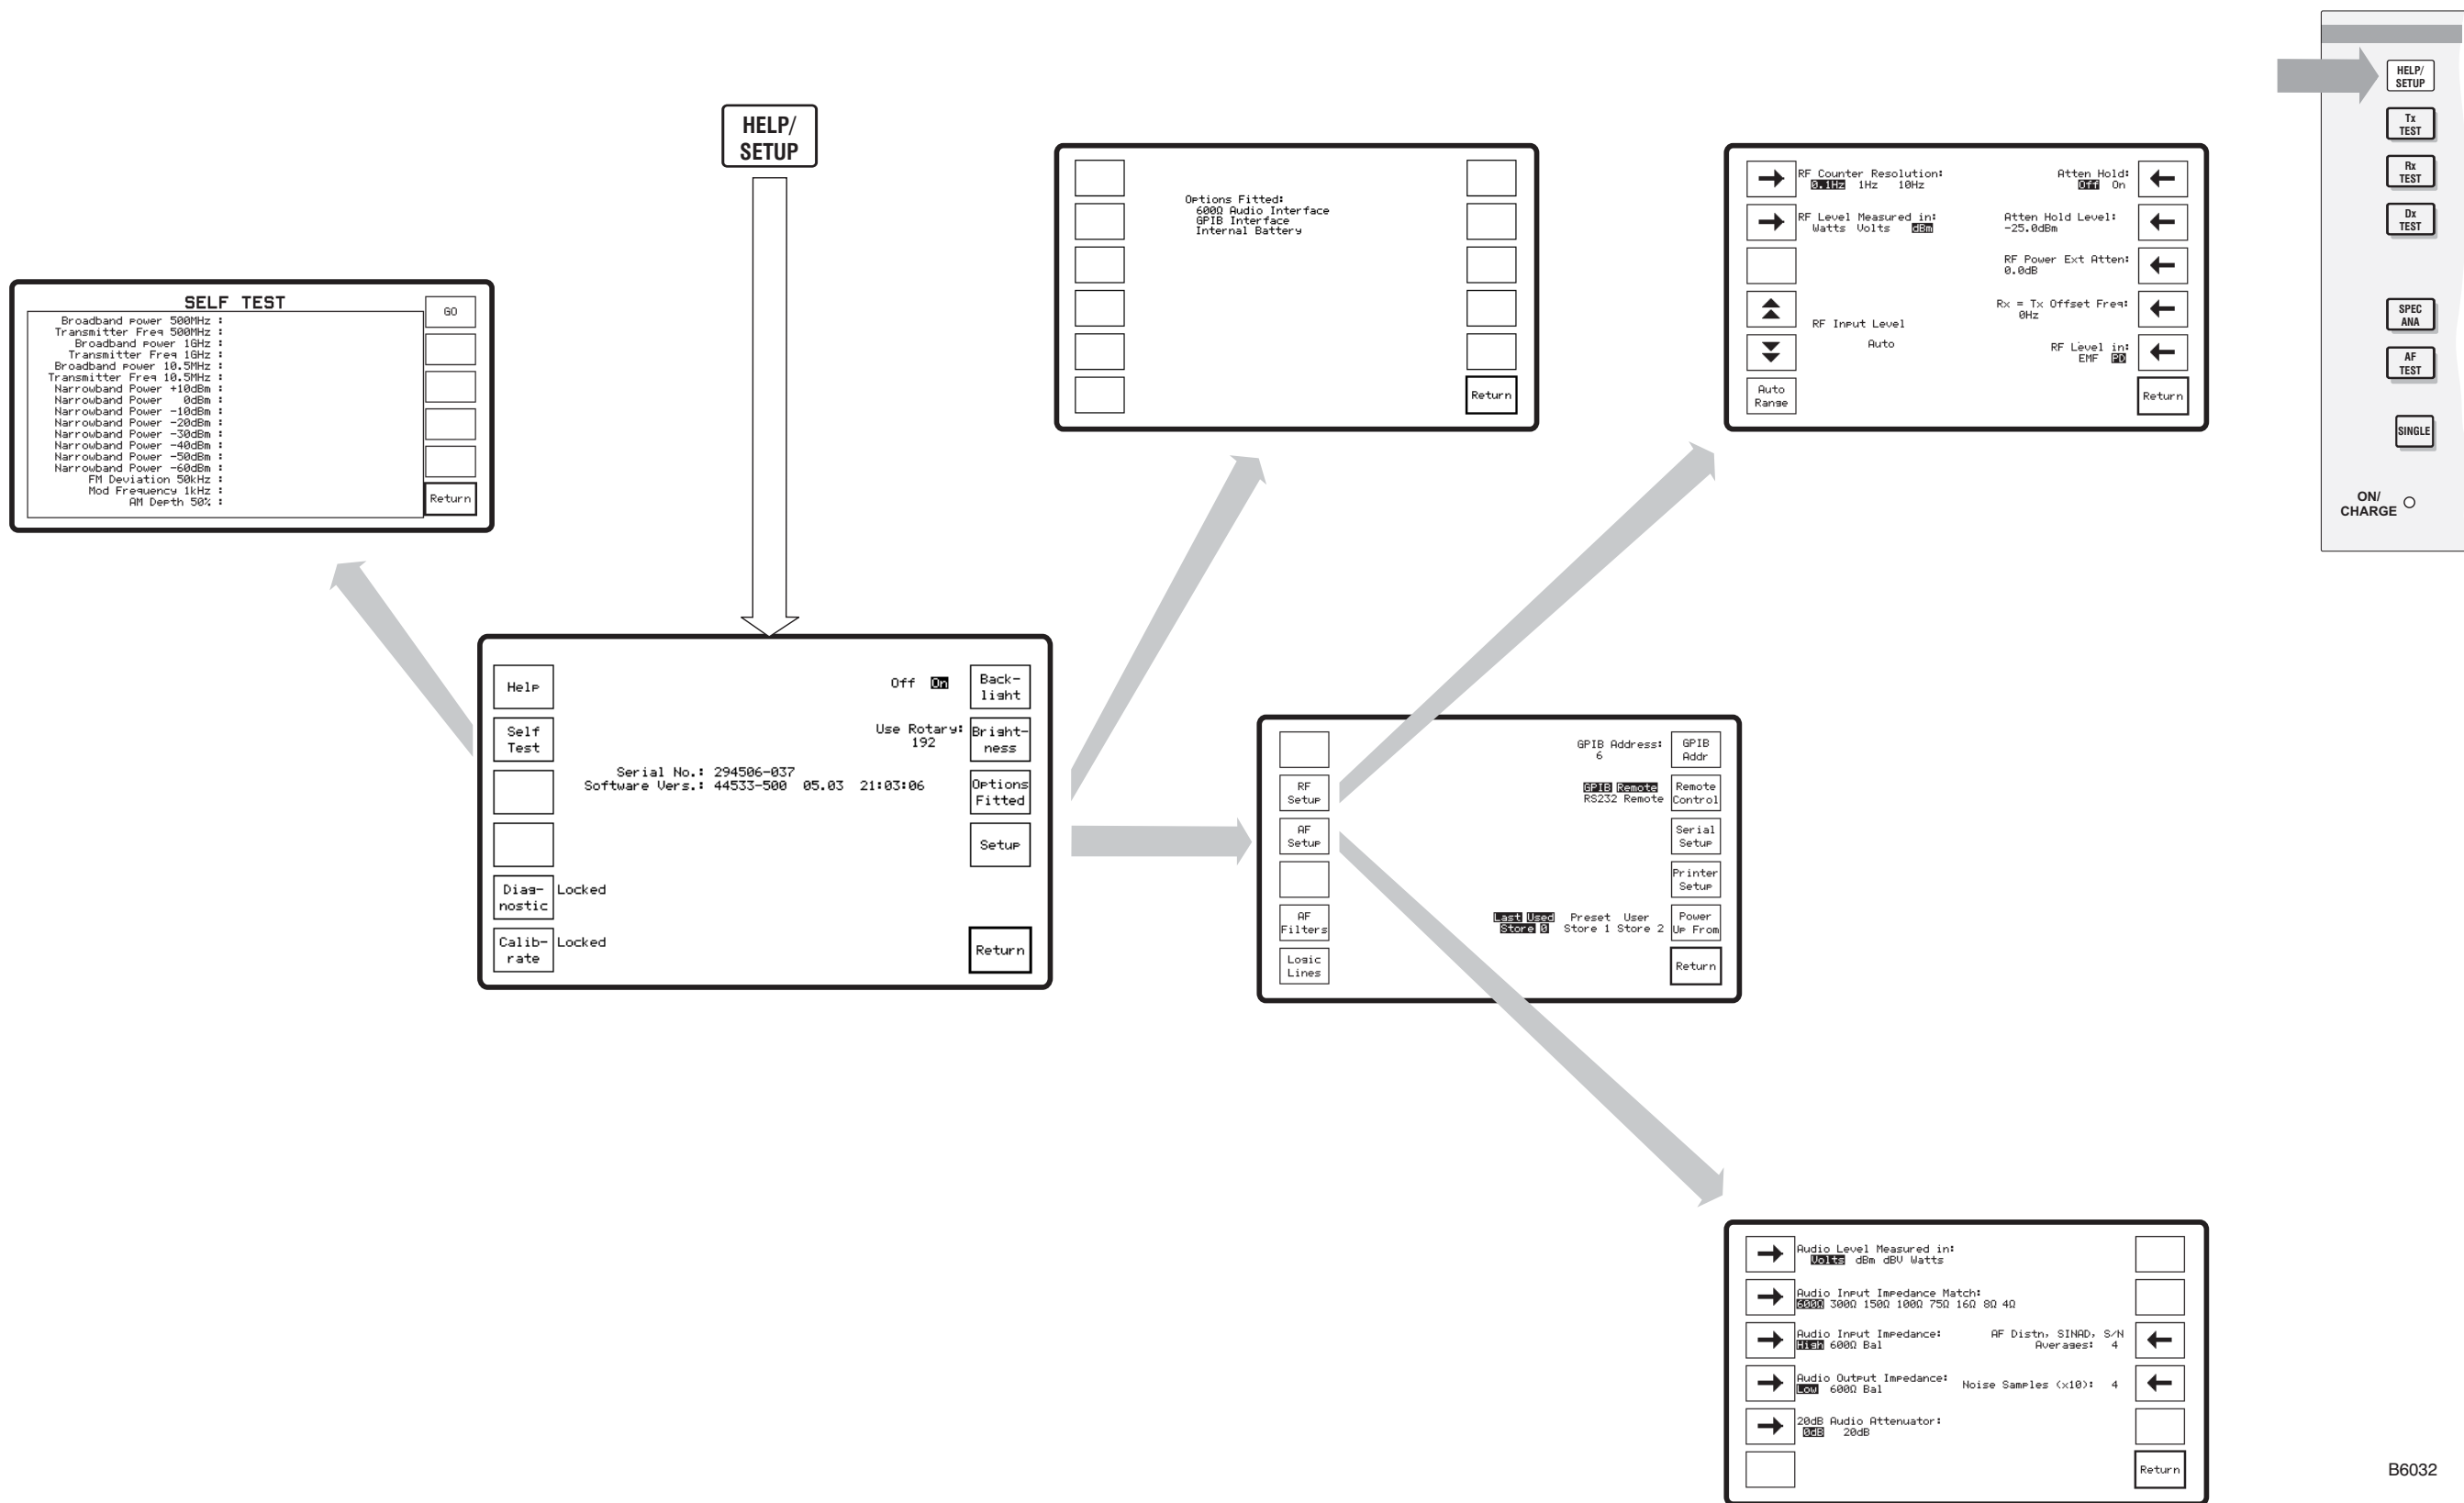 HELP/
SETUP
SELF TEST
Broadband power 500MHz :
Transmitter Freq 500MHz :
Broadband power 1GHz :
Transmitter Freq 1GHz :
Broadband power 10.5MHz :
Transmitter Freq 10.5MHz :
Narrowband Power +10dBm :
Narrowband Power 0dBm :
Narrowband Power -10dBm :
Narrowband Power -20dBm :
Narrowband Power -30dBm :
Narrowband Power -40dBm :
Narrowband Power -50dBm :
Narrowband Power -60dBm :
FM Deviation 50kHz :
Mod Frequency 1kHz :
AM Depth 50% :
GO
Return
Options Fitted:
600Ω Audio Interface
GPIB Interface
Internal Battery
Return
RF Counter Resolution:
0.1Hz 1Hz 10Hz
RF Level Measured in:
Watts Volts dBm
RF Input Level
Auto
Auto
Range
Atten Hold:
Off On
Atten Hold Level:
-25.0dBm
RF Power Ext Atten:
0.0dB
Rx = Tx Offset Freq:
0Hz
RF Level in:
EMF PD
Return
HELP/
SETUP
Tx
TEST
Rx
TEST
Dx
TEST
SPEC
ANA
AF
TEST
SINGLE
ON/
CHARGE
Help
Self
Test
Diag-
nostic
Locked
Calib-
rate
Locked
Serial No.: 294506-037
Software Vers.: 44533-500 05.03 21:03:06
Off On
Back-
light
Use Rotary:
192
Bright-
ness
Options
Fitted
Setup
Return
RF
Setup
AF
Setup
AF
Filters
Logic
Lines
GPIB Address:
6
GPIB
Addr
GPIB Remote
RS232 Remote
Remote
Control
Serial
Setup
Printer
Setup
Last Used Preset User
Store 0 Store 1 Store 2
Power
Up From
Return
Audio Level Measured in:
Volts dBm dBV Watts
Audio Input Impedance Match:
600Ω 300Ω 150Ω 100Ω 75Ω 16Ω 8Ω 4Ω
Audio Input Impedance:
High 600Ω Bal
AF Distn, SINAD, S/N
Averages: 4
Audio Output Impedance:
Low 600Ω Bal
Noise Samples (x10): 4
20dB Audio Attenuator:
0dB 20dB
Return
B6032